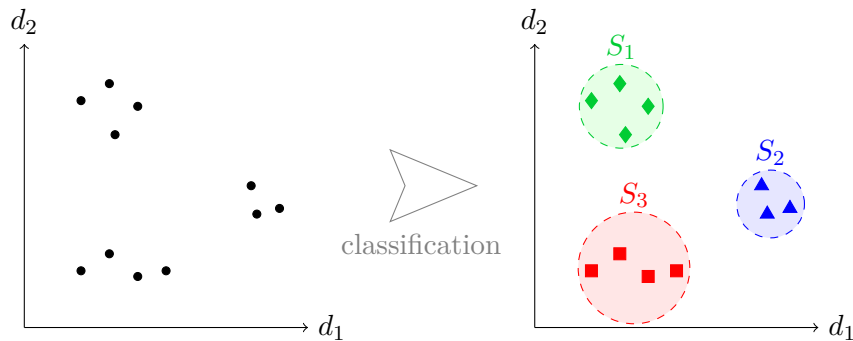 d₂
d₁
classification
d₂
S₁
S₂
S₃
d₁